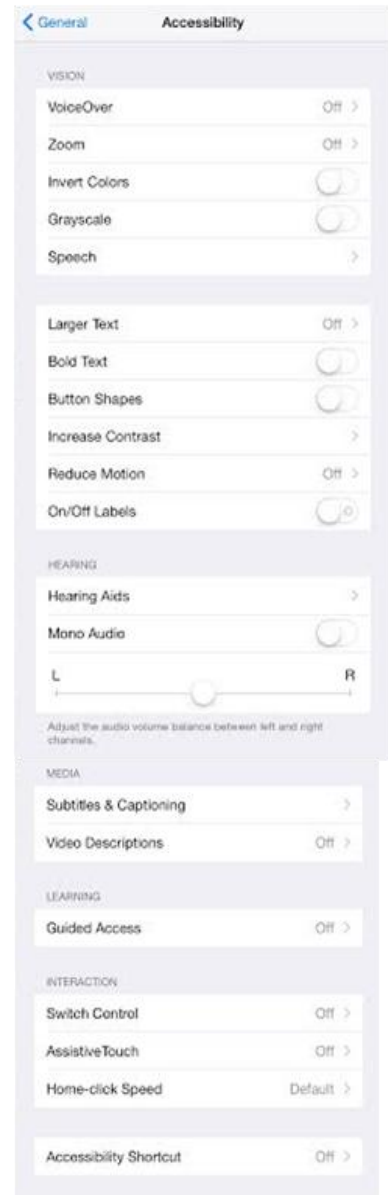 General Accessibility
VISION
VoiceOver Off
Zoom Off
Invert Colors
Grayscale
Speech
Larger Text Off
Bold Text
Button Shapes
Increase Contrast
Reduce Motion Off
On/Off Labels
HEARING
Hearing Aids
Mono Audio
L R
Adjust the audio volume balance between left and right
channels.
MEDIA
Subtitles & Captioning
Video Descriptions Off
LEARNING
Guided Access Off
INTERACTION
Switch Control Off
AssistiveTouch Off
Home-click Speed Default
Accessibility Shortcut Off